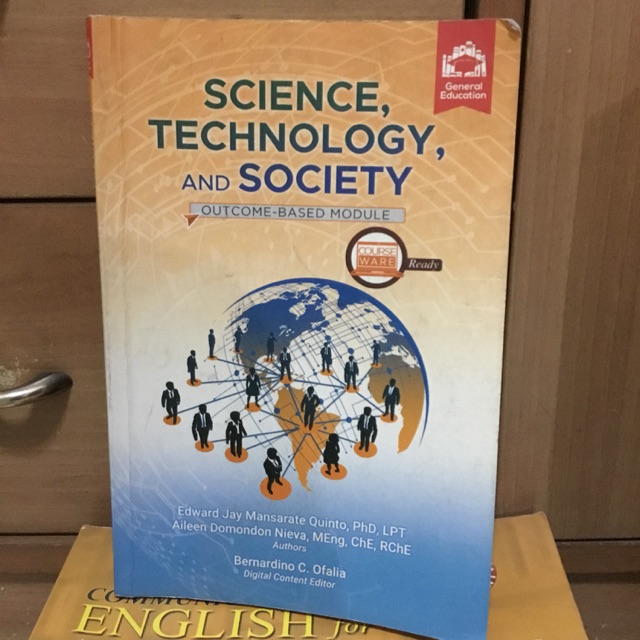 General
Education
SCIENCE,
TECHNOLOGY,
AND SOCIETY
OUTCOME-BASED MODULE
COURSE
WARE
Ready
Edward Jay Mansarate Quinto, PhD, LPT
Aileen Domondon Nieva, MEng, ChE, RChE
Authors
Bernardino C. Ofalia
Digital Content Editor
ENGLISH for